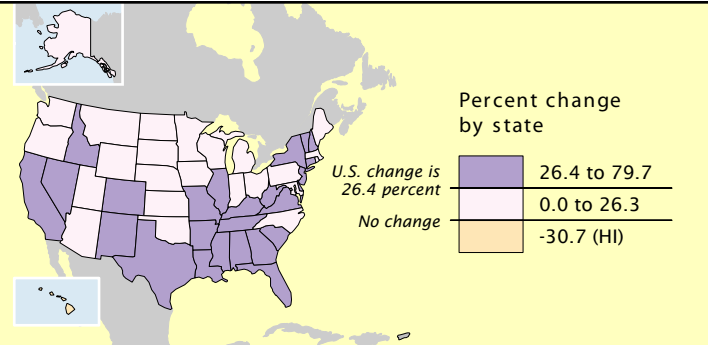 Percent change
by state
U.S. change is
26.4 percent
26.4 to 79.7
0.0 to 26.3
No change
-30.7 (HI)